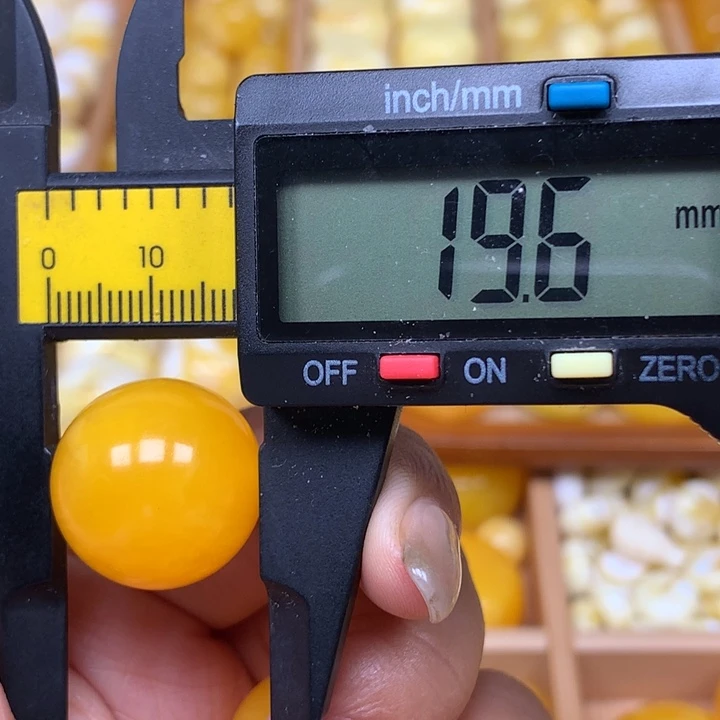 inch/mm
19.6 mm
0 10
OFF ON ZERO